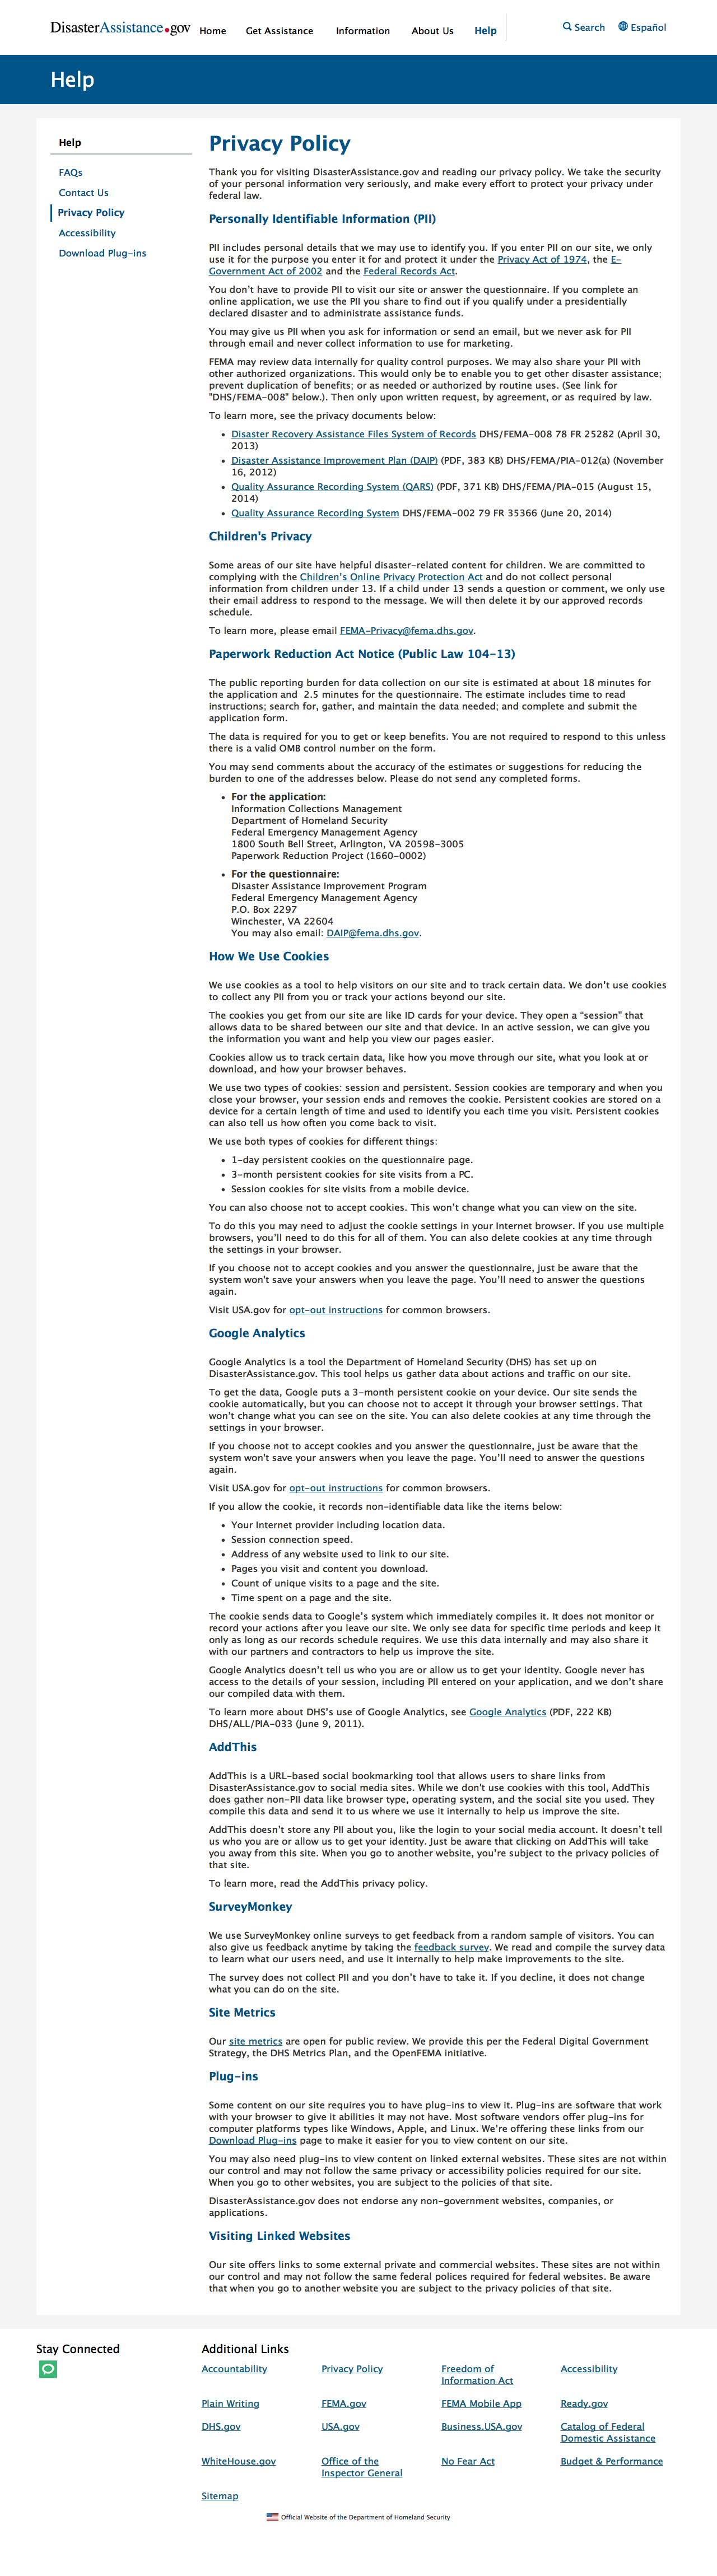 DisasterAssistance.gov Home Get Assistance Information About Us Help Search Español
Help
Help
FAQs
Contact Us
Privacy Policy
Accessibility
Download Plug-ins
Privacy Policy
Thank you for visiting DisasterAssistance.gov and reading our privacy policy. We take the security
of your personal information very seriously, and make every effort to protect your privacy under
federal law.
Personally Identifiable Information (PII)
PII includes personal details that we may use to identify you. If you enter PII on our site, we only
use it for the purpose you enter it for and protect it under the Privacy Act of 1974, the E-
Government Act of 2002 and the Federal Records Act.
You don't have to provide PII to visit our site or answer the questionnaire. If you complete an
online application, we use the PII you share to find out if you qualify under a presidentially
declared disaster and to administrate assistance funds.
You may give us PII when you ask for information or send an email, but we never ask for PII
through email and never collect information to use for marketing.
FEMA may review data internally for quality control purposes. We may also share your PII with
other authorized organizations. This would only be to enable you to get other disaster assistance;
prevent duplication of benefits; or as needed or authorized by routine uses. (See link for
"DHS/FEMA-008" below.). Then only upon written request, by agreement, or as required by law.
To learn more, see the privacy documents below:
• Disaster Recovery Assistance Files System of Records DHS/FEMA-008 78 FR 25282 (April 30,
2013)
• Disaster Assistance Improvement Plan (DAIP) (PDF, 383 KB) DHS/FEMA/PIA-012(a) (November
16, 2012)
• Quality Assurance Recording System (QARS) (PDF, 371 KB) DHS/FEMA/PIA-015 (August 15,
2014)
• Quality Assurance Recording System DHS/FEMA-002 79 FR 35366 (June 20, 2014)
Children's Privacy
Some areas of our site have helpful disaster-related content for children. We are committed to
complying with the Children's Online Privacy Protection Act and do not collect personal
information from children under 13. If a child under 13 sends a question or comment, we only use
their email address to respond to the message. We will then delete it by our approved records
schedule.
To learn more, please email FEMA-Privacy@fema.dhs.gov.
Paperwork Reduction Act Notice (Public Law 104-13)
The public reporting burden for data collection on our site is estimated at about 18 minutes for
the application and 2.5 minutes for the questionnaire. The estimate includes time to read
instructions; search for, gather, and maintain the data needed; and complete and submit the
application form.
The data is required for you to get or keep benefits. You are not required to respond to this unless
there is a valid OMB control number on the form.
You may send comments about the accuracy of the estimates or suggestions for reducing the
burden to one of the addresses below. Please do not send any completed forms.
• For the application:
Information Collections Management
Department of Homeland Security
Federal Emergency Management Agency
1800 South Bell Street, Arlington, VA 20598-3005
Paperwork Reduction Project (1660-0002)
• For the questionnaire:
Disaster Assistance Improvement Program
Federal Emergency Management Agency
P.O. Box 2297
Winchester, VA 22604
You may also email: DAIP@fema.dhs.gov.
How We Use Cookies
We use cookies as a tool to help visitors on our site and to track certain data. We don't use cookies
to collect any PII from you or track your actions beyond our site.
The cookies you get from our site are like ID cards for your device. They open a “session” that
allows data to be shared between our site and that device. In an active session, we can give you
the information you want and help you view our pages easier.
Cookies allow us to track certain data, like how you move through our site, what you look at or
download, and how your browser behaves.
We use two types of cookies: session and persistent. Session cookies are temporary and when you
close your browser, your session ends and removes the cookie. Persistent cookies are stored on a
device for a certain length of time and used to identify you each time you visit. Persistent cookies
can also tell us how often you come back to visit.
We use both types of cookies for different things:
• 1-day persistent cookies on the questionnaire page.
• 3-month persistent cookies for site visits from a PC.
• Session cookies for site visits from a mobile device.
You can also choose not to accept cookies. This won't change what you can view on the site.
To do this you may need to adjust the cookie settings in your Internet browser. If you use multiple
browsers, you'll need to do this for all of them. You can also delete cookies at any time through
the settings in your browser.
If you choose not to accept cookies and you answer the questionnaire, just be aware that the
system won't save your answers when you leave the page. You'll need to answer the questions
again.
Visit USA.gov for opt-out instructions for common browsers.
Google Analytics
Google Analytics is a tool the Department of Homeland Security (DHS) has set up on
DisasterAssistance.gov. This tool helps us gather data about actions and traffic on our site.
To get the data, Google puts a 3-month persistent cookie on your device. Our site sends the
cookie automatically, but you can choose not to accept it through your browser settings. That
won't change what you can see on the site. You can also delete cookies at any time through the
settings in your browser.
If you choose not to accept cookies and you answer the questionnaire, just be aware that the
system won't save your answers when you leave the page. You'll need to answer the questions
again.
Visit USA.gov for opt-out instructions for common browsers.
If you allow the cookie, it records non-identifiable data like the items below:
• Your Internet provider including location data.
• Session connection speed.
• Address of any website used to link to our site.
• Pages you visit and content you download.
• Count of unique visits to a page and the site.
• Time spent on a page and the site.
The cookie sends data to Google's system which immediately compiles it. It does not monitor or
record your actions after you leave our site. We only see data for specific time periods and keep it
only as long as our records schedule requires. We use this data internally and may also share it
with our partners and contractors to help us improve the site.
Google Analytics doesn't tell us who you are or allow us to get your identity. Google never has
access to the details of your session, including PII entered on your application, and we don't share
our compiled data with them.
To learn more about DHS's use of Google Analytics, see Google Analytics (PDF, 222 KB)
DHS/ALL/PIA-033 (June 9, 2011).
AddThis
AddThis is a URL-based social bookmarking tool that allows users to share links from
DisasterAssistance.gov to social media sites. While we don't use cookies with this tool, AddThis
does gather non-PII data like browser type, operating system, and the social site you used. They
compile this data and send it to us where we use it internally to help us improve the site.
AddThis doesn't store any PII about you, like the login to your social media account. It doesn't tell
us who you are or allow us to get your identity. Just be aware that clicking on AddThis will take
you away from this site. When you go to another website, you're subject to the privacy policies of
that site.
To learn more, read the AddThis privacy policy.
SurveyMonkey
We use SurveyMonkey online surveys to get feedback from a random sample of visitors. You can
also give us feedback anytime by taking the feedback survey. We read and compile the survey data
to learn what our users need, and use it internally to help make improvements to the site.
The survey does not collect PII and you don't have to take it. If you decline, it does not change
what you can do on the site.
Site Metrics
Our site metrics are open for public review. We provide this per the Federal Digital Government
Strategy, the DHS Metrics Plan, and the OpenFEMA initiative.
Plug-ins
Some content on our site requires you to have plug-ins to view it. Plug-ins are software that work
with your browser to give it abilities it may not have. Most software vendors offer plug-ins for
computer platforms types like Windows, Apple, and Linux. We're offering these links from our
Download Plug-ins page to make it easier for you to view content on our site.
You may also need plug-ins to view content on linked external websites. These sites are not within
our control and may not follow the same privacy or accessibility policies required for our site.
When you go to other websites, you are subject to the policies of that site.
DisasterAssistance.gov does not endorse any non-government websites, companies, or
applications.
Visiting Linked Websites
Our site offers links to some external private and commercial websites. These sites are not within
our control and may not follow the same federal polices required for federal websites. Be aware
that when you go to another website you are subject to the privacy policies of that site.
Stay Connected
Additional Links
Accountability Privacy Policy Freedom of Accessibility
Information Act
Plain Writing FEMA.gov FEMA Mobile App Ready.gov
DHS.gov USA.gov Business.USA.gov Catalog of Federal
Domestic Assistance
WhiteHouse.gov Office of the No Fear Act Budget & Performance
Inspector General
Sitemap
Official Website of the Department of Homeland Security